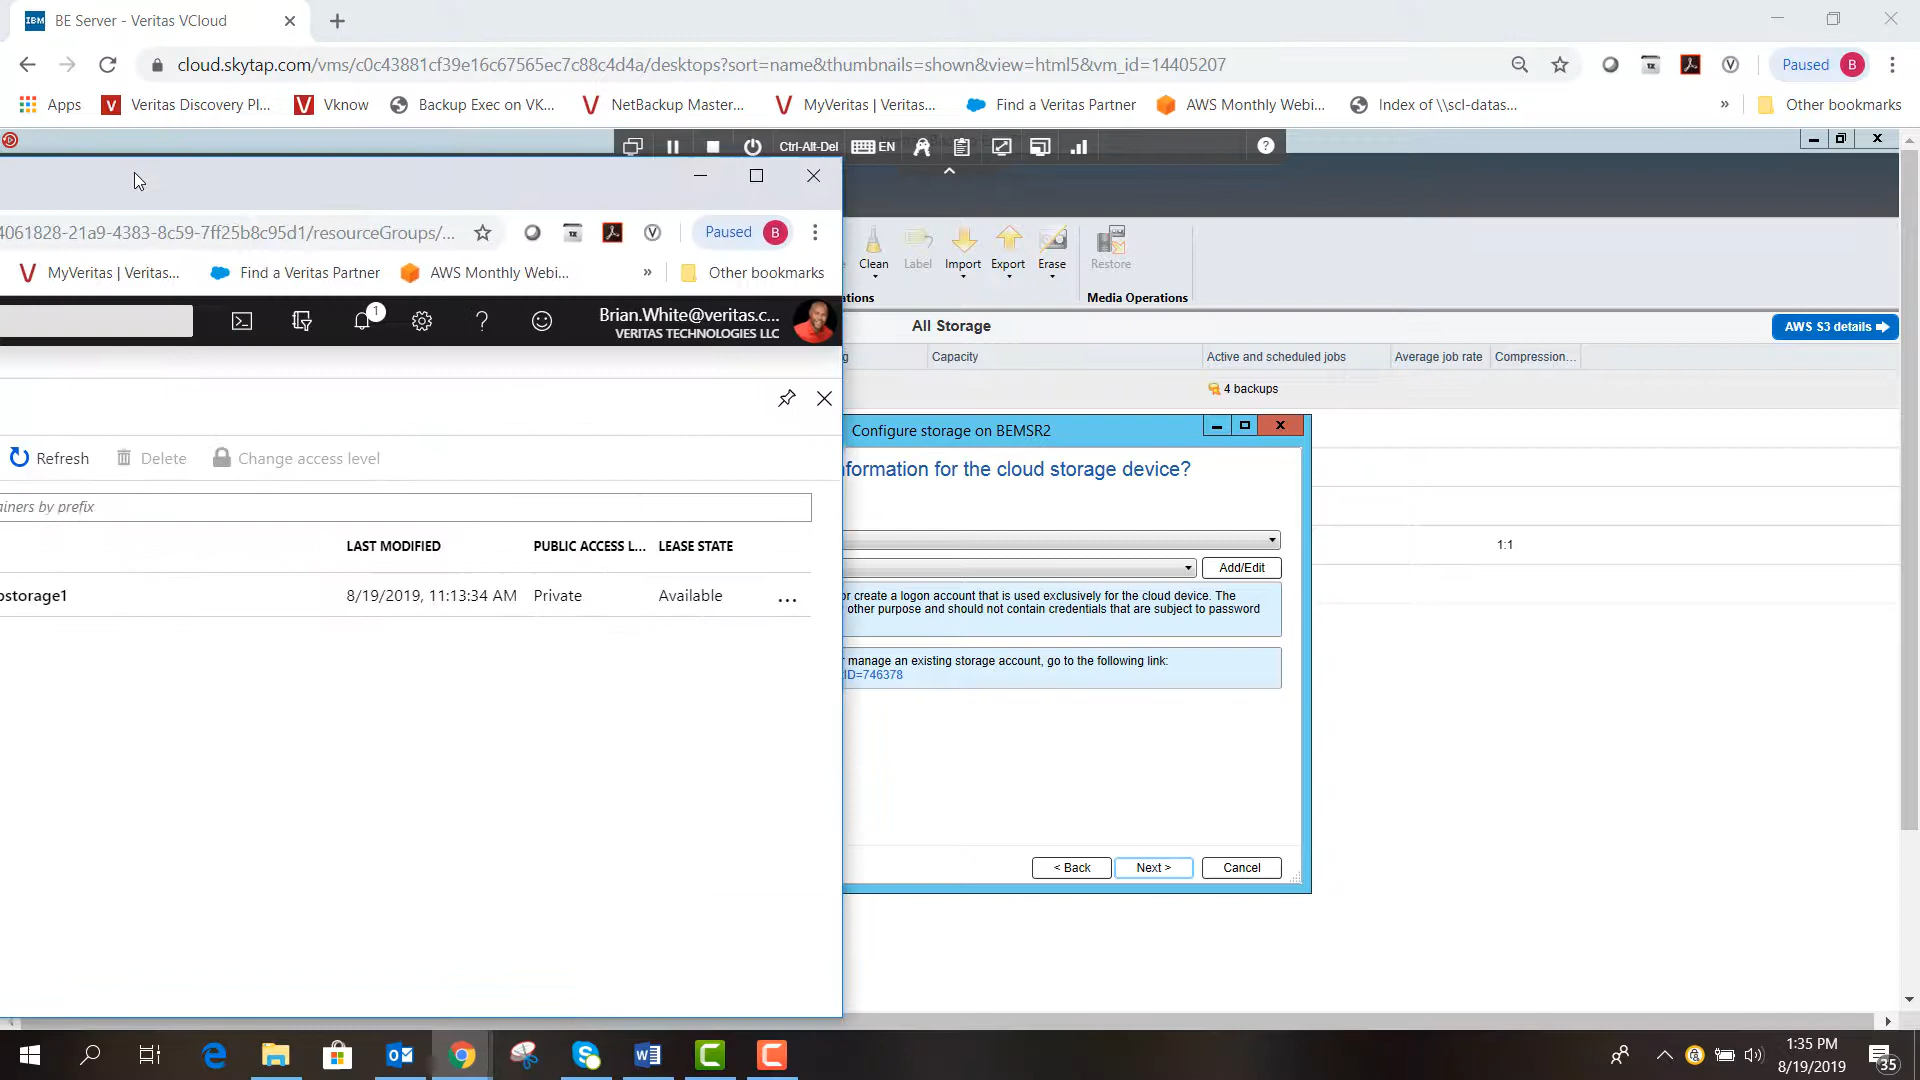 IBM BE Server - Veritas VCloud
cloud.skytap.com/vms/c0c43881cf39e16c67565ec7c88c4d4a/desktops?sort=name&thumbnails=shown&view=html5&vm_id=14405207
Paused B
Apps Veritas Discovery Pl... Vknow Backup Exec on VK... NetBackup Master... MyVeritas | Veritas... Find a Veritas Partner AWS Monthly Webi... Index of \\scl-datas... » Other bookmarks
Ctrl-Alt-Del EN
4061828-21a9-4383-8c59-7ff25b8c95d1/resourceGroups/... Paused B
MyVeritas | Veritas... Find a Veritas Partner AWS Monthly Webi... » Other bookmarks
Clean Label Import Export Erase Restore
ations Media Operations
1 Brian.White@veritas.c...
VERITAS TECHNOLOGIES LLC
All Storage
AWS S3 details
g Capacity Active and scheduled jobs Average job rate Compression...
4 backups
Configure storage on BEMSR2
nformation for the cloud storage device?
Refresh Delete Change access level
ainers by prefix
LAST MODIFIED PUBLIC ACCESS L... LEASE STATE
pstorage1 8/19/2019, 11:13:34 AM Private Available ...
1:1
Add/Edit
or create a logon account that is used exclusively for the cloud device. The
other purpose and should not contain credentials that are subject to password
manage an existing storage account, go to the following link:
ID=746378
< Back Next > Cancel
1:35 PM
8/19/2019
35